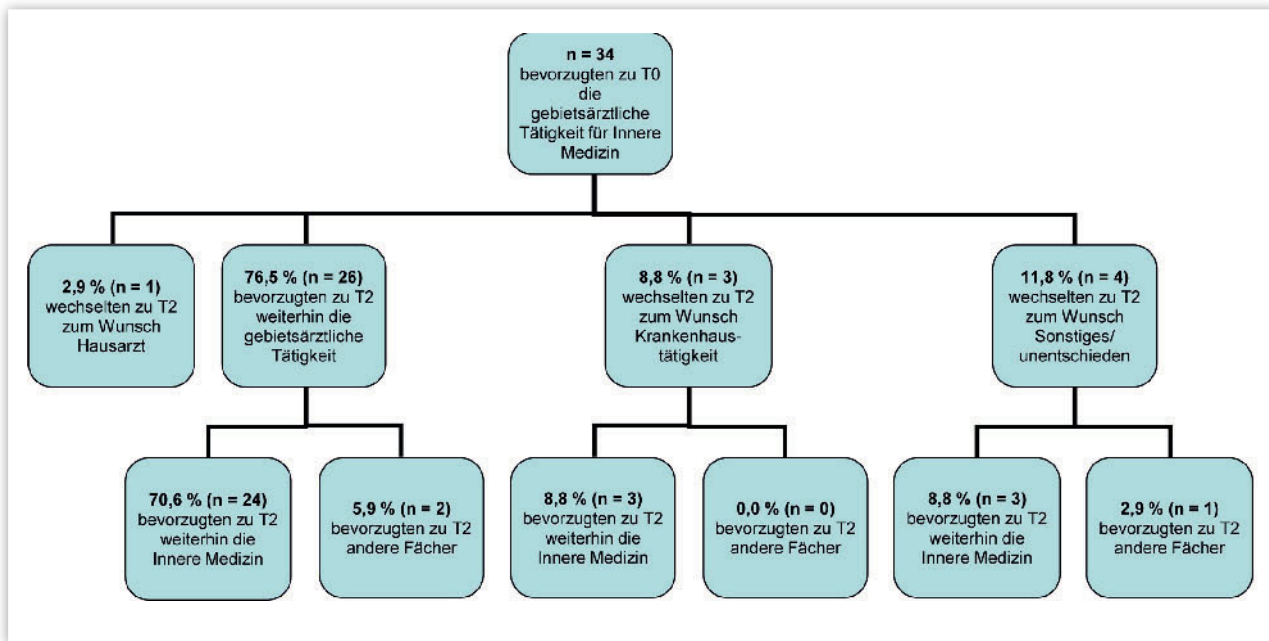 n = 34
bevorzugten zu T0
die
gebietsärztliche
Tätigkeit für Innere
Medizin
2,9 % (n = 1)
wechselten zu T2
zum Wunsch
Hausarzt
76,5 % (n = 26)
bevorzugten zu T2
weiterhin die
gebietsärztliche
Tätigkeit
8,8 % (n = 3)
wechselten zu T2
zum Wunsch
Krankenhaus-
tätigkeit
11,8 % (n = 4)
wechselten zu T2
zum Wunsch
Sonstiges/
unentschieden
70,6 % (n = 24)
bevorzugten zu T2
weiterhin die
Innere Medizin
5,9 % (n = 2)
bevorzugten zu T2
andere Fächer
8,8 % (n = 3)
bevorzugten zu T2
weiterhin die
Innere Medizin
0,0 % (n = 0)
bevorzugten zu T2
andere Fächer
8,8 % (n = 3)
bevorzugten zu T2
weiterhin die
Innere Medizin
2,9 % (n = 1)
bevorzugten zu T2
andere Fächer